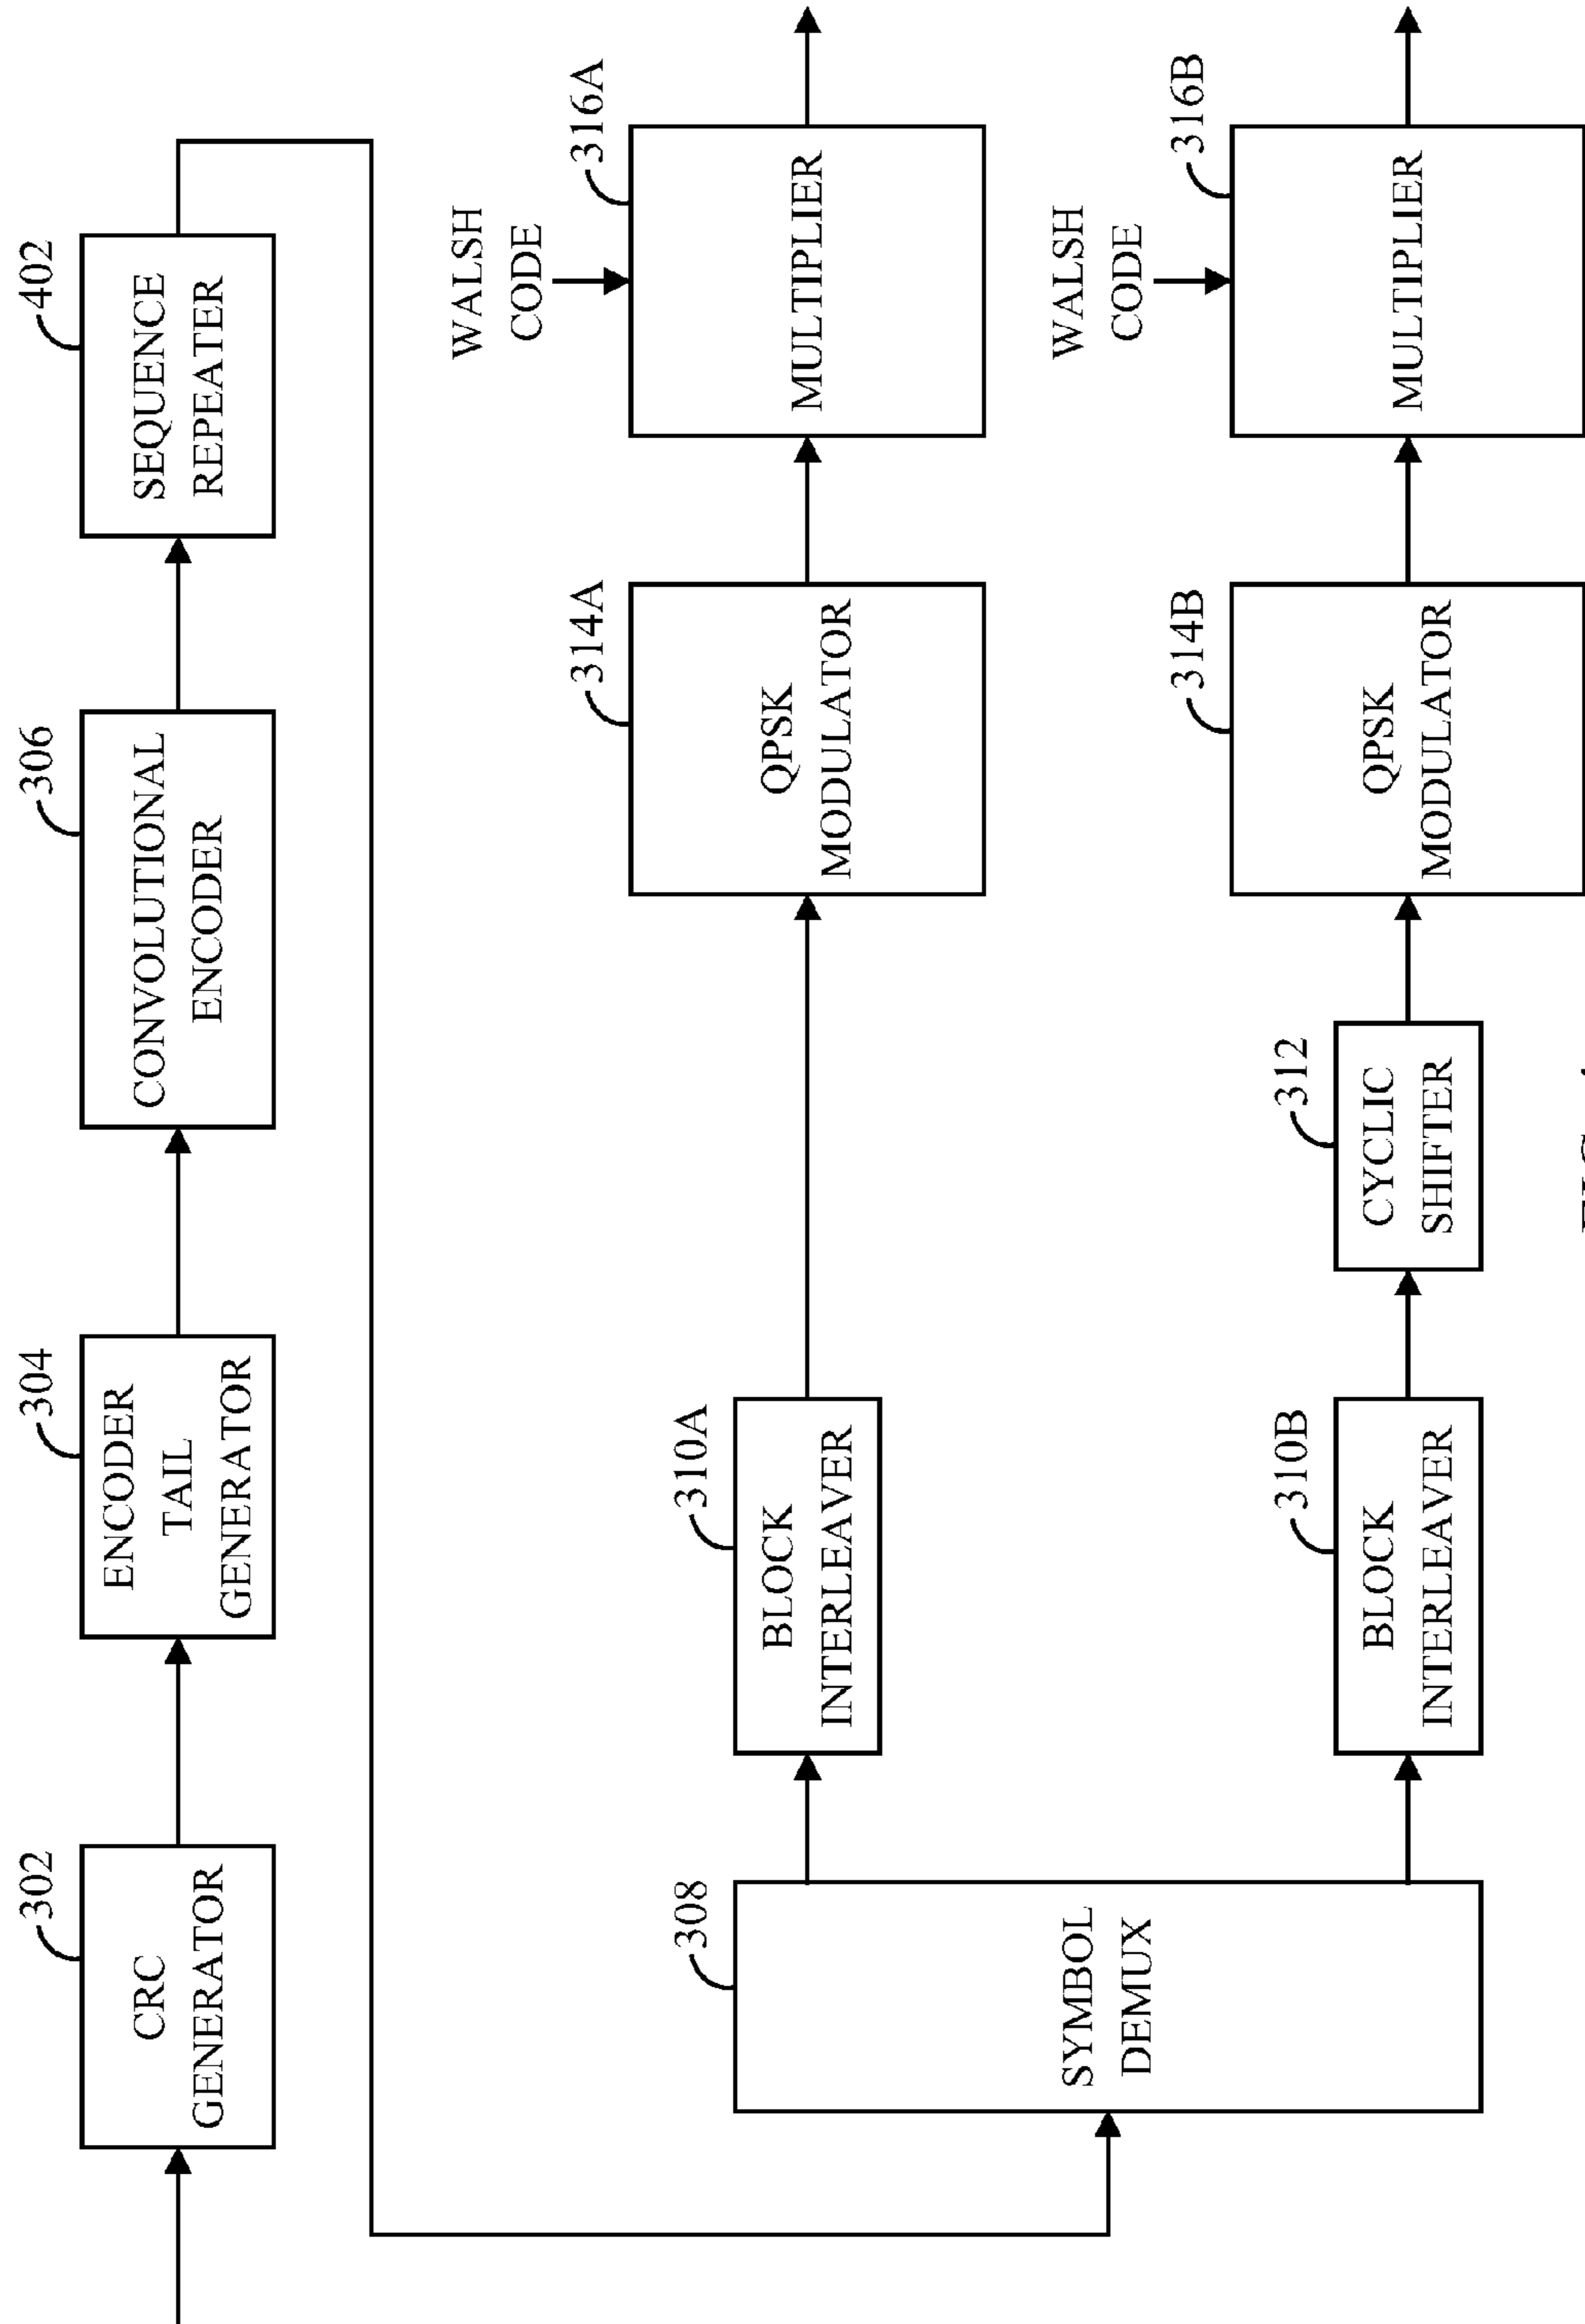 302
CRC
GENERATOR
304
ENCODER
TAIL
GENERATOR
306
CONVOLUTIONAL
ENCODER
402
SEQUENCE
REPEATER
308
SYMBOL
DEMUX
310A
BLOCK
INTERLEAVER
314A
QPSK
MODULATOR
WALSH
CODE
316A
MULTIPLIER
310B
BLOCK
INTERLEAVER
312
CYCLIC
SHIFTER
314B
QPSK
MODULATOR
WALSH
CODE
316B
MULTIPLIER